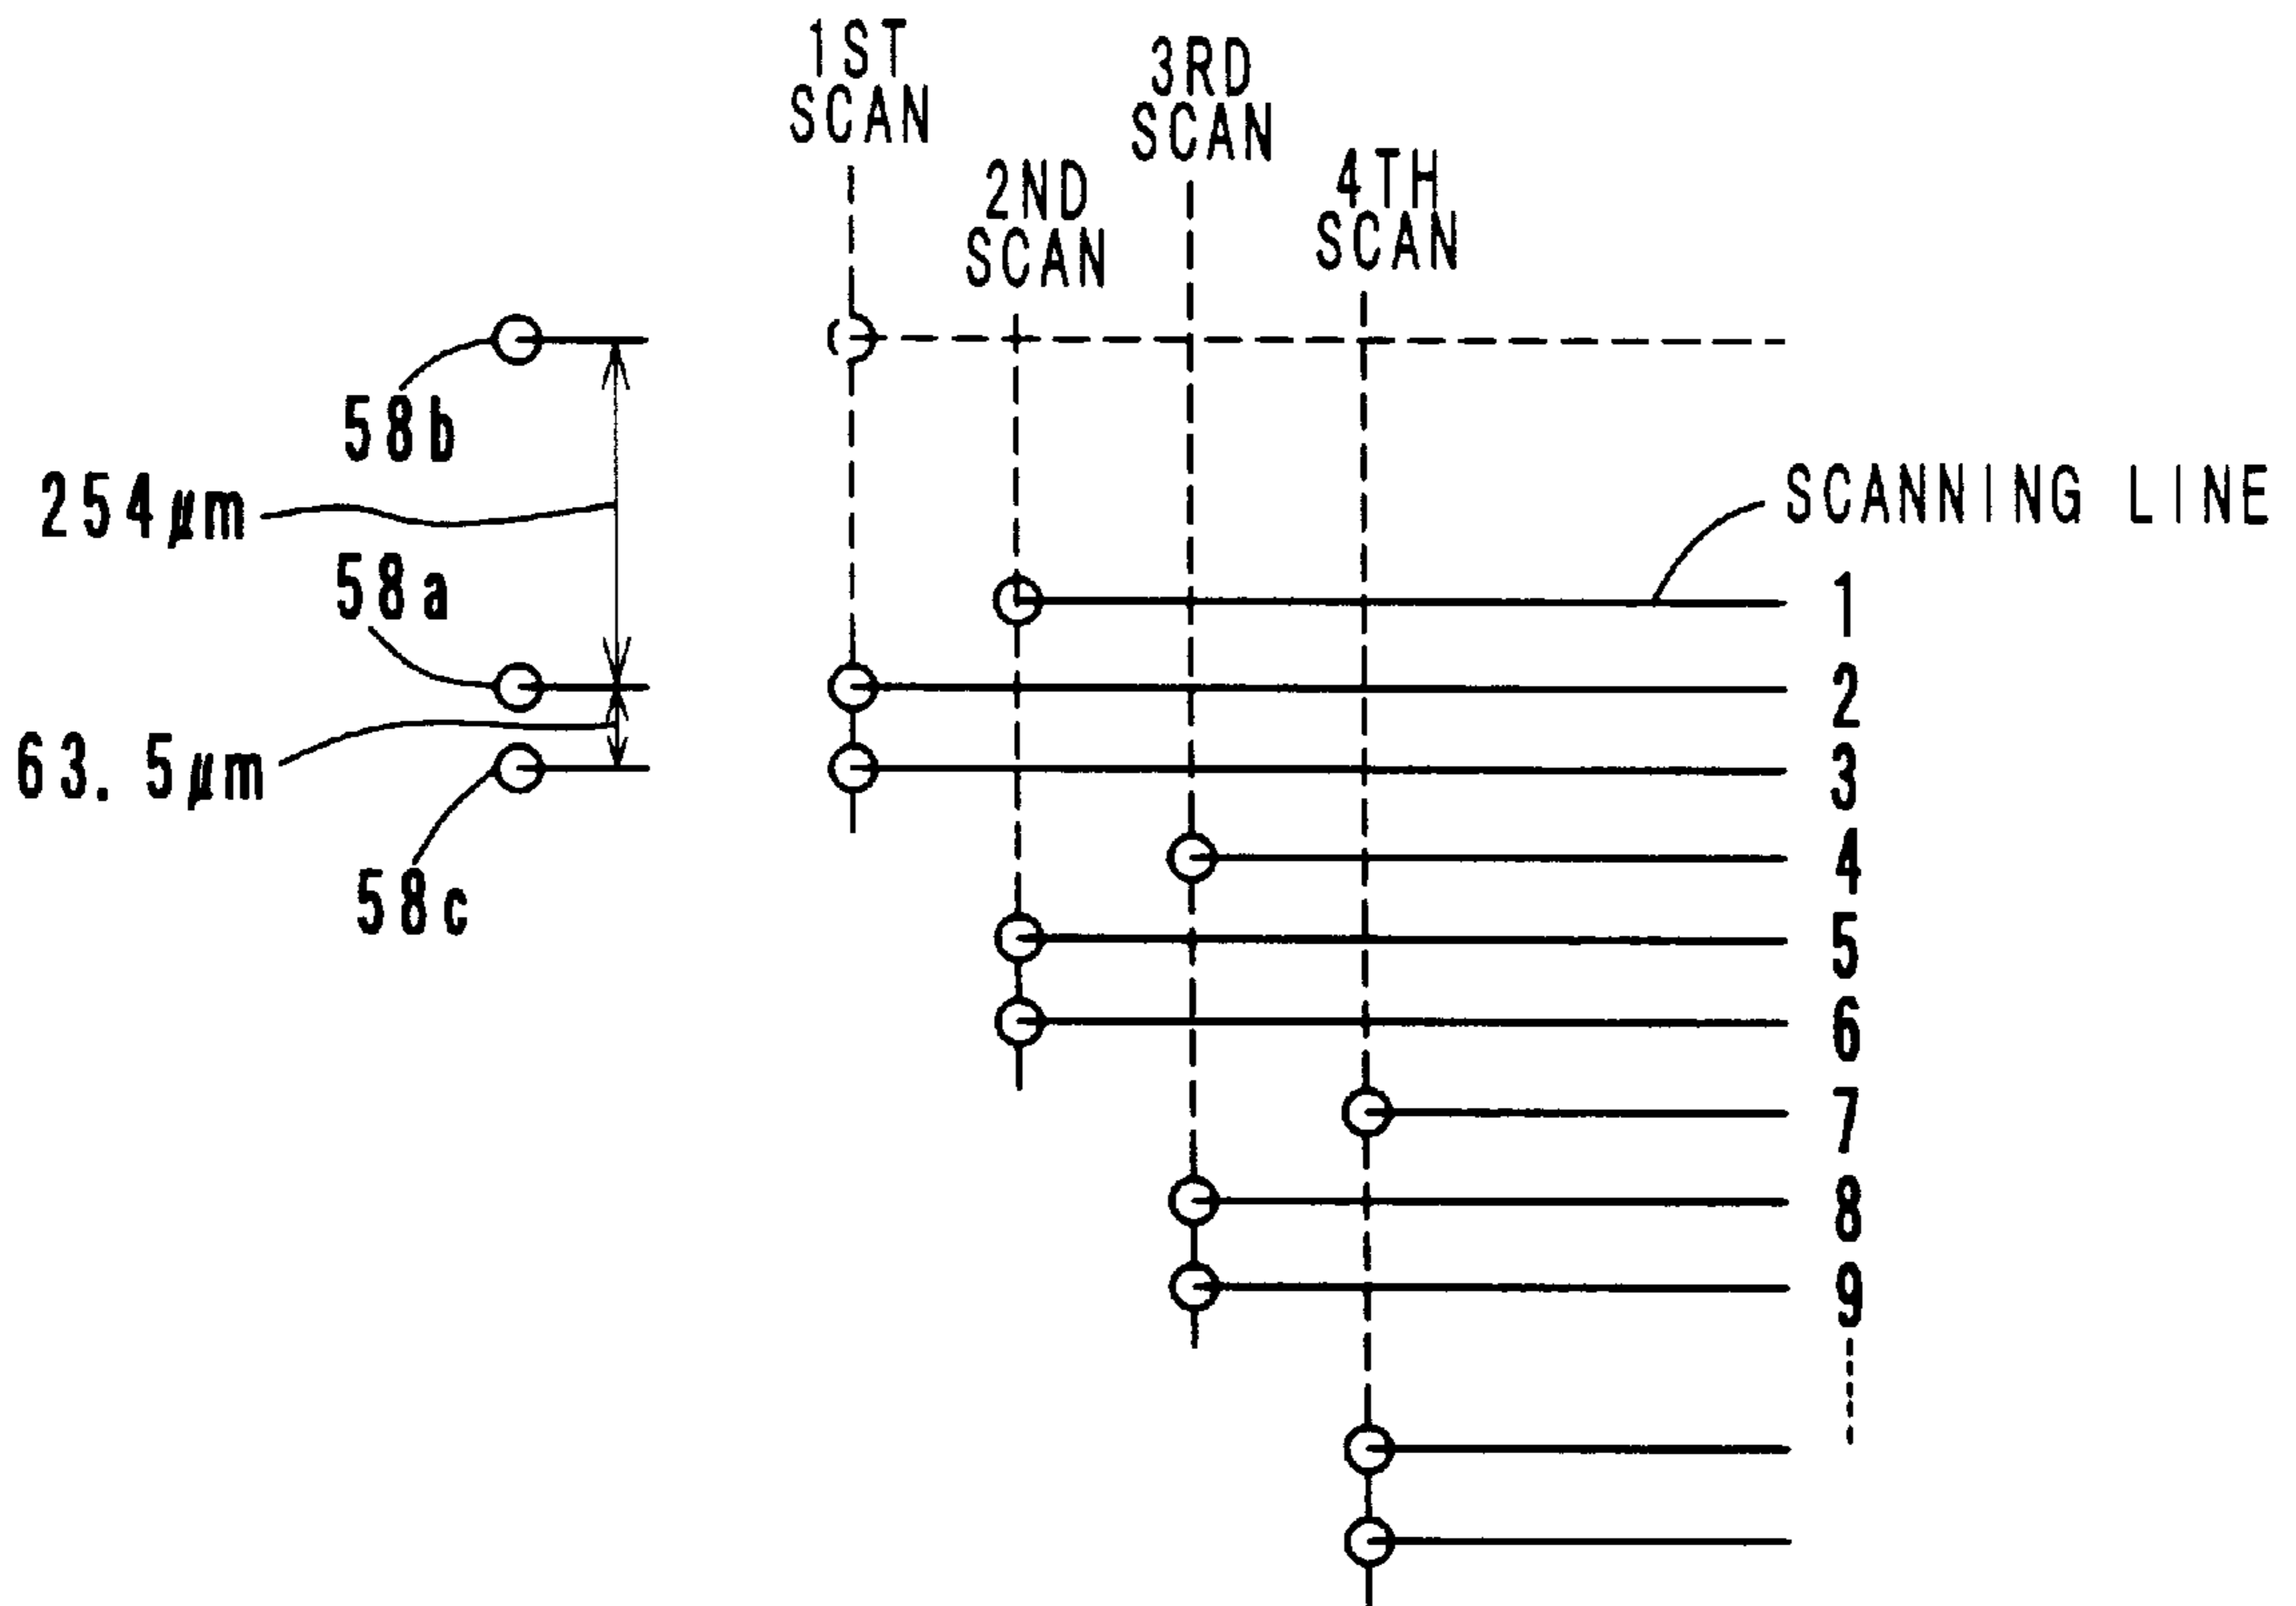 1ST
SCAN
3RD
SCAN
2ND
SCAN
4TH
SCAN
58b
254μm
SCANNING LINE
58a
1
2
63.5μm
3
4
58c
5
6
7
8
9